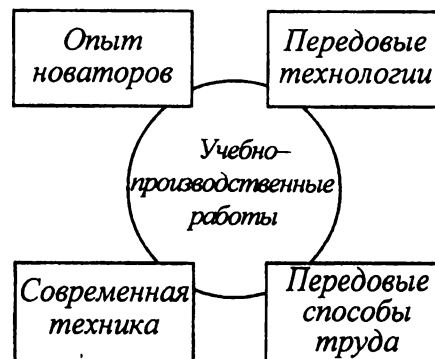 Опыт
новаторов
Передовые
технологии
Учебно–
производственные
работы
Современная
техника
Передовые
способы
труда